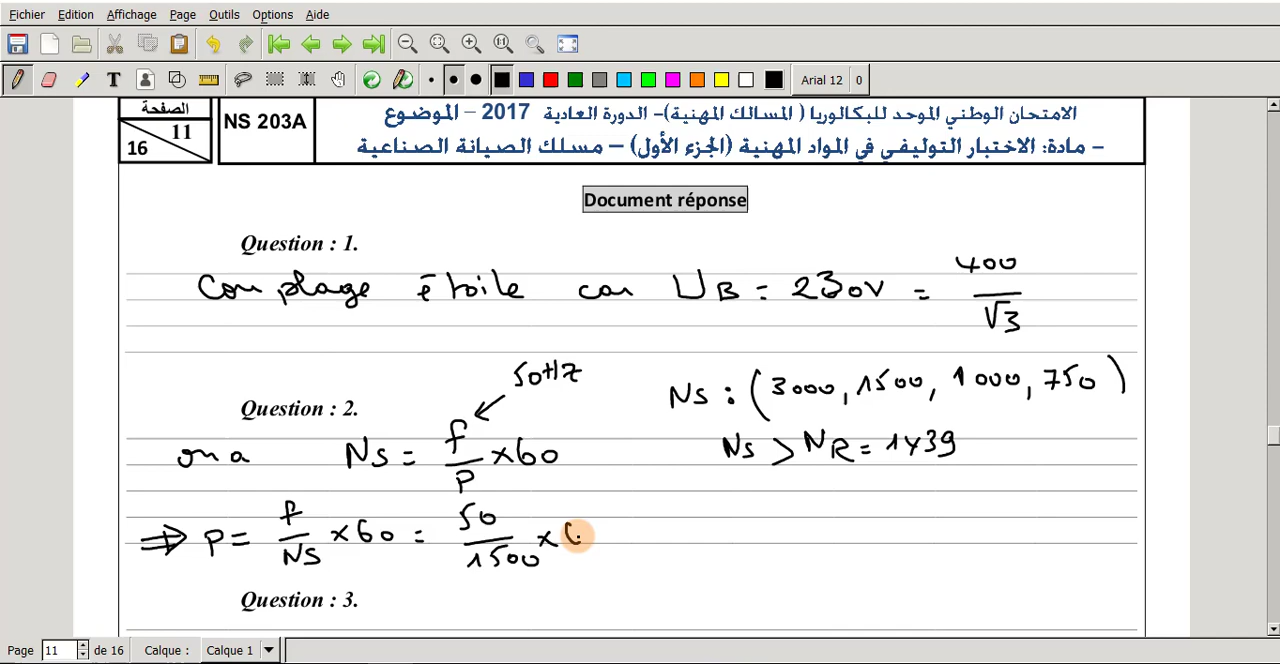 Fichier Edition Affichage Page Outils Options Aide
T Arial 12 0
الصفحة
11
16
NS 203A
الامتحان الوطني الموحد للبكالوريا (المسالك المهنية)- الدورة العادية 2017 – الموضوع
- مادة: الاختبار التوليفي في المواد المهنية (الجزء الأول) – مسلك الصيانة الصناعية
Document réponse
Question : 1.
Couplage étoile car UB = 230V = 400/√3
50Hz
Ns : (3000, 1500, 1000, 750)
Question : 2.
on a Ns = f/P ×60
Ns > NR = 1439
⇒ P = f/Ns ×60 = 50/1500 ×
Question : 3.
Page 11 de 16 Calque : Calque 1